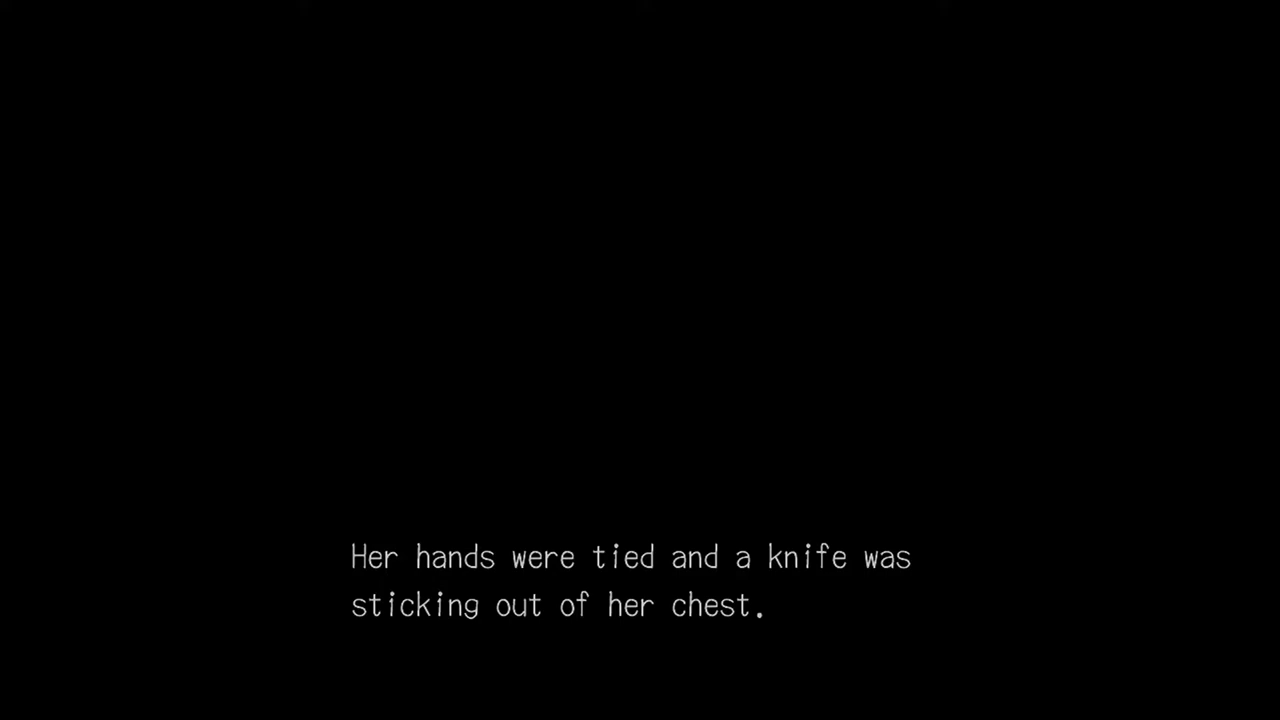 Her hands were tied and a knife was
sticking out of her chest.